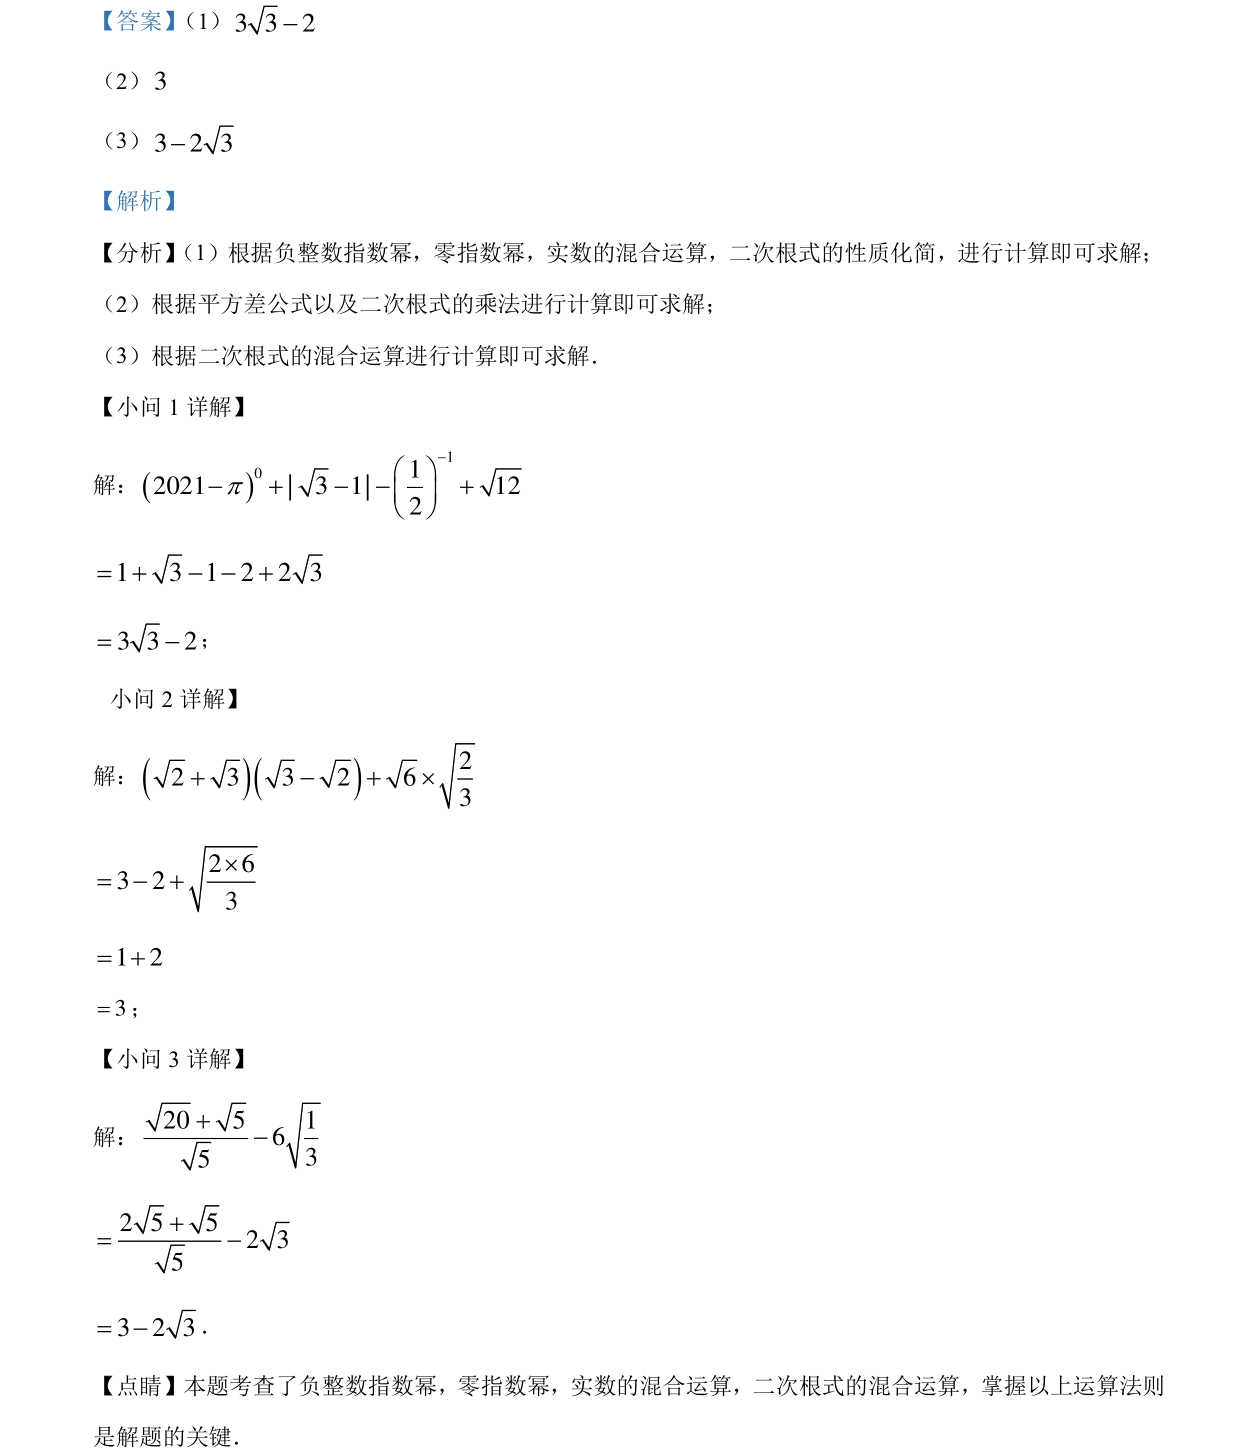 【答案】（1）3√3－2
（2）3
（3）3－2√3
【解析】
【分析】（1）根据负整数指数幂，零指数幂，实数的混合运算，二次根式的性质化简，进行计算即可求解；
（2）根据平方差公式以及二次根式的乘法进行计算即可求解；
（3）根据二次根式的混合运算进行计算即可求解．
【小问 1 详解】
解：(2021－π)^0＋|√3－1|－(1/2)^(－1)＋√12
＝1＋√3－1－2＋2√3
＝3√3－2；
小问 2 详解】
解：(√2＋√3)(√3－√2)＋√6×√(2/3)
＝3－2＋√((2×6)/3)
＝1＋2
＝3；
【小问 3 详解】
解：(√20＋√5)/√5－6√(1/3)
＝(2√5＋√5)/√5－2√3
＝3－2√3．
【点睛】本题考查了负整数指数幂，零指数幂，实数的混合运算，二次根式的混合运算，掌握以上运算法则
是解题的关键．